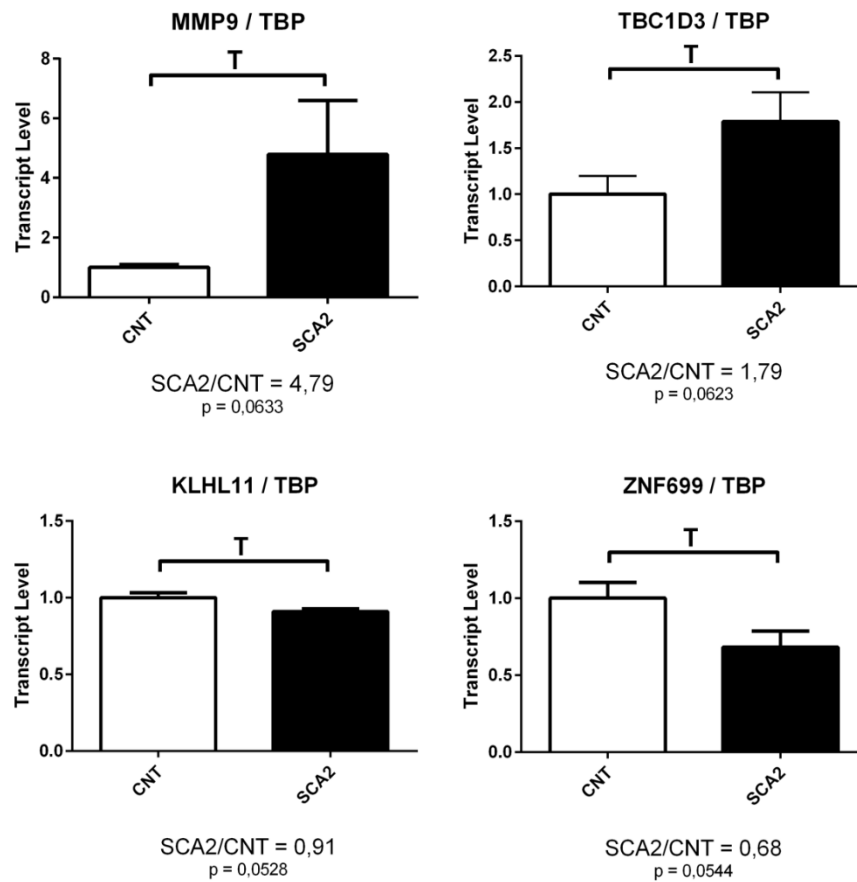 MMP9 / TBP
T
Transcript Level
8
6
4
2
0
CNT
SCA2
SCA2/CNT = 4,79
p = 0,0633
TBC1D3 / TBP
T
Transcript Level
2.5
2.0
1.5
1.0
0.5
0.0
CNT
SCA2
SCA2/CNT = 1,79
p = 0,0623
KLHL11 / TBP
T
Transcript Level
1.5
1.0
0.5
0.0
CNT
SCA2
SCA2/CNT = 0,91
p = 0,0528
ZNF699 / TBP
T
Transcript Level
1.5
1.0
0.5
0.0
CNT
SCA2
SCA2/CNT = 0,68
p = 0,0544